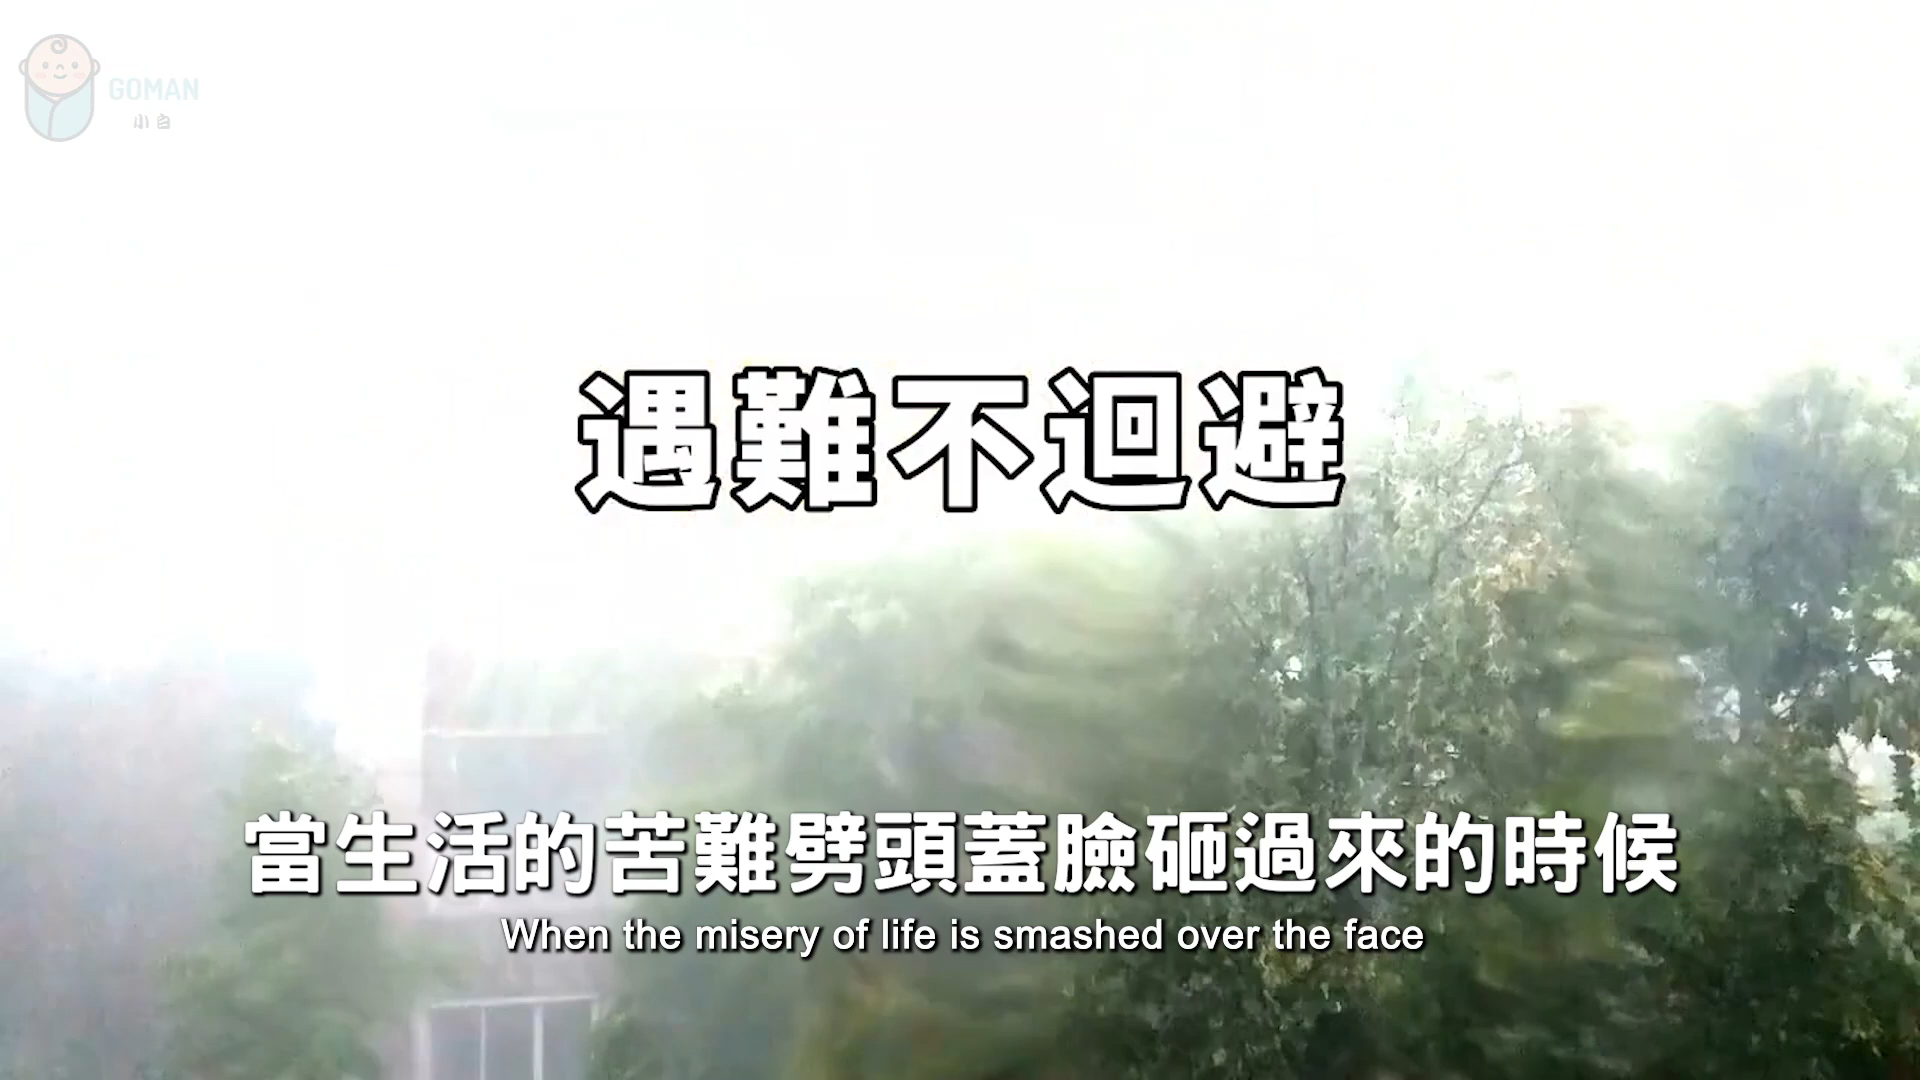 GOMAN
小白
遇難不迴避
當生活的苦難劈頭蓋臉砸過來的時候
When the misery of life is smashed over the face